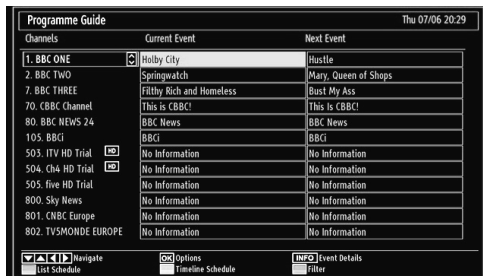 Programme Guide Thu 07/06 20:29
Channels Current Event Next Event
1. BBC ONE Holby City Hustle
2. BBC TWO Springwatch Mary, Queen of Shops
7. BBC THREE Filthy Rich and Homeless Bust My Ass
70. CBBC Channel This is CBBC! This Is CBBC!
80. BBC NEWS 24 BBC News BBC News
105. BBCi BBCi BBCi
503. ITV HD Trial HD No Information No Information
504. Ch4 HD Trial HD No Information No Information
505. five HD Trial No Information No Information
800. Sky News No Information No Information
801. CNBC Europe No Information No Information
802. TV5MONDE EUROPE No Information No Information
Navigate OK Options INFO Event Details
List Schedule Timeline Schedule Filter